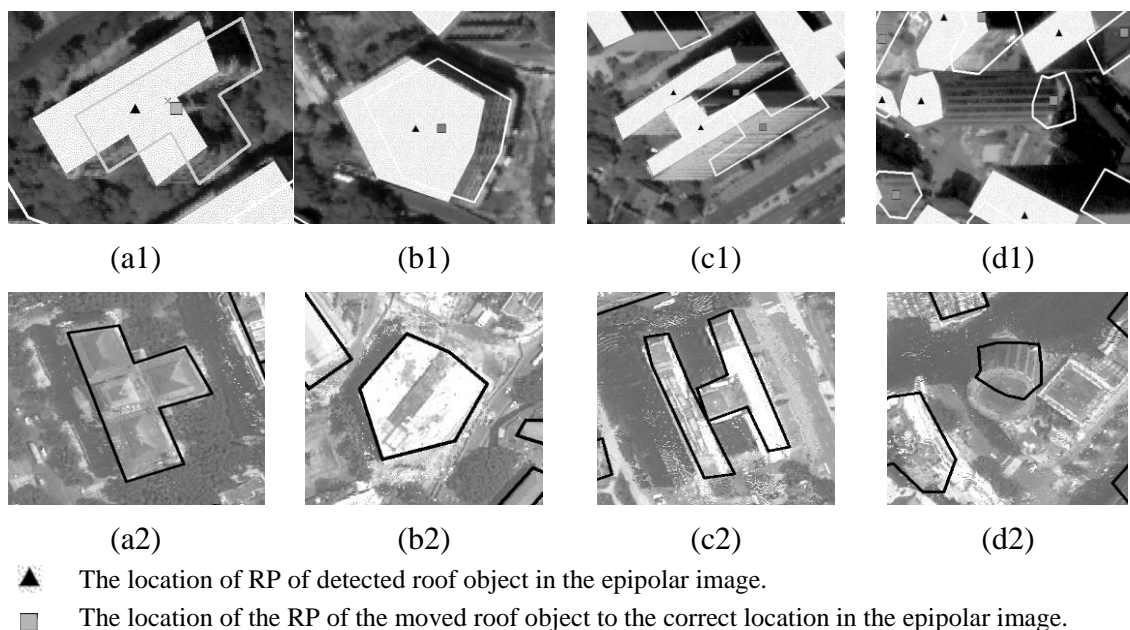 (a1) (b1) (c1) (d1)
(a2) (b2) (c2) (d2)
The location of RP of detected roof object in the epipolar image.
The location of the RP of the moved roof object to the correct location in the epipolar image.